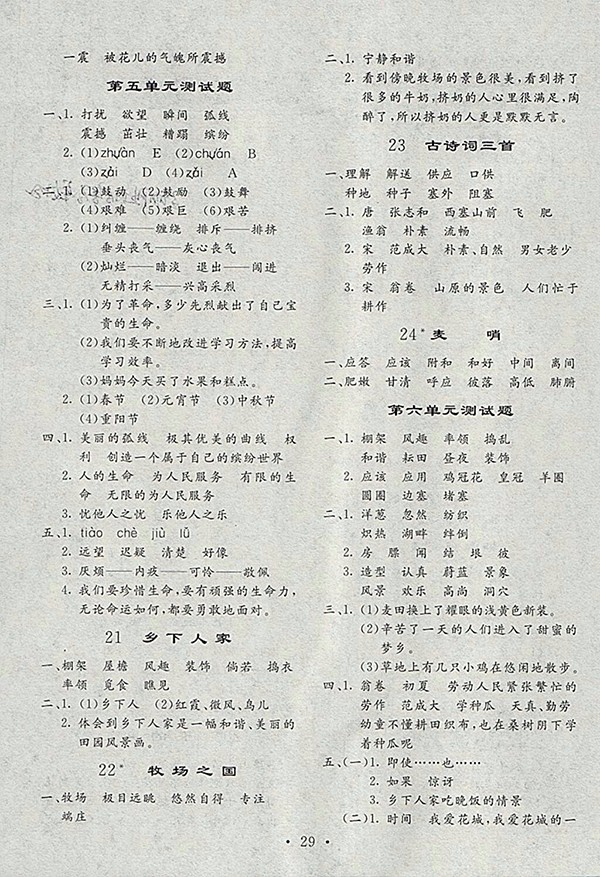 一震 被花儿的气魄所震撼
第五单元测试题
一、1. 打扰 欲望 瞬间 弧线
震撼 茁壮 糟蹋 缤纷
2. (1)zhuàn E (2)chuán B
(3)zǎi D (4)zài A
二、1. (1)鼓动 (2)鼓励 (3)鼓舞
(4)艰难 (5)艰巨 (6)艰苦
2. (1)纠缠——缠绕 排斥——排挤
垂头丧气——灰心丧气
(2)灿烂——暗淡 退出——闯进
无精打采——兴高采烈
三、1. (1)为了革命,多少先烈献出了自己宝
贵的生命。
(2)我们要不断地改进学习方法,提高
学习效率。
(3)妈妈今天买了水果和糕点。
2. (1)春节 (2)元宵节 (3)中秋节
(4)重阳节
四、1. 美丽的弧线 极其优美的曲线 权
利 创造一个属于自己的缤纷世界
2. 人的生命 为人民服务 有限的生
命 无限的为人民服务
3. 忧他人之忧 乐他人之乐
五、1. tiào chè jiù lǚ
2. 远望 迟疑 清楚 好像
3. 厌烦——内疚——可怜——敬佩
4. 我们要珍惜生命,要有顽强的生命力,
无论命运如何,都要勇敢地面对。
21 乡下人家
一、棚架 屋檐 风趣 装饰 倘若 捣衣
率领 觅食 瞧见
二、1. (1)乡下人 (2)红霞、微风、鸟儿
2. 体会到乡下人家是一幅和谐、美丽的
田园风景画。
22* 牧场之国
一、牧场 极目远眺 悠然自得 专注
端庄
二、1. 宁静和谐
2. 看到傍晚牧场的景色很美,看到挤了
很多的牛奶,挤奶的人心里很满足,陶
醉了,所以挤奶的人更是默默无言。
23 古诗词三首
一、理解 解送 供应 口供
种地 种子 塞外 阻塞
二、1. 唐 张志和 西塞山前 飞 肥
渔翁 朴素 流畅
2. 宋 范成大 朴素、自然 男女老少
劳作
3. 宋 翁卷 山原的景色 人们忙于
耕作
24* 麦哨
一、应答 应该 附和 和好 中间 离间
二、肥嫩 甘清 呼应 彼落 高低 肺腑
第六单元测试题
一、1. 棚架 风趣 率领 捣乱
和谐 耘田 昼夜 装饰
2. 应该 应用 鸡冠花 皇冠 羊圈
圆圈 边塞 堵塞
二、1. 洋葱 忽然 纺织
炽热 湖畔 绊倒
2. 房 膘 闻 结 垠 彼
3. 造型 认真 蔚蓝 景象
风景 欢乐 高尚 洞穴
三、(1)麦田换上了耀眼的浅黄色新装。
(2)辛苦了一天的人们进入了甜蜜的
梦乡。
(3)草地上有几只小鸡在悠闲地散步。
四、1. 翁卷 初夏 劳动人民紧张繁忙的
劳作 范成大 学种瓜 天真、勤劳
幼童不懂耕田织布,也在桑树阴下学
着种瓜呢
五、(一)1. 即使……也……
2. 如果 惊讶
3. 乡下人家吃晚饭的情景
(二)1. 时间 我爱花城的一
• 29 •